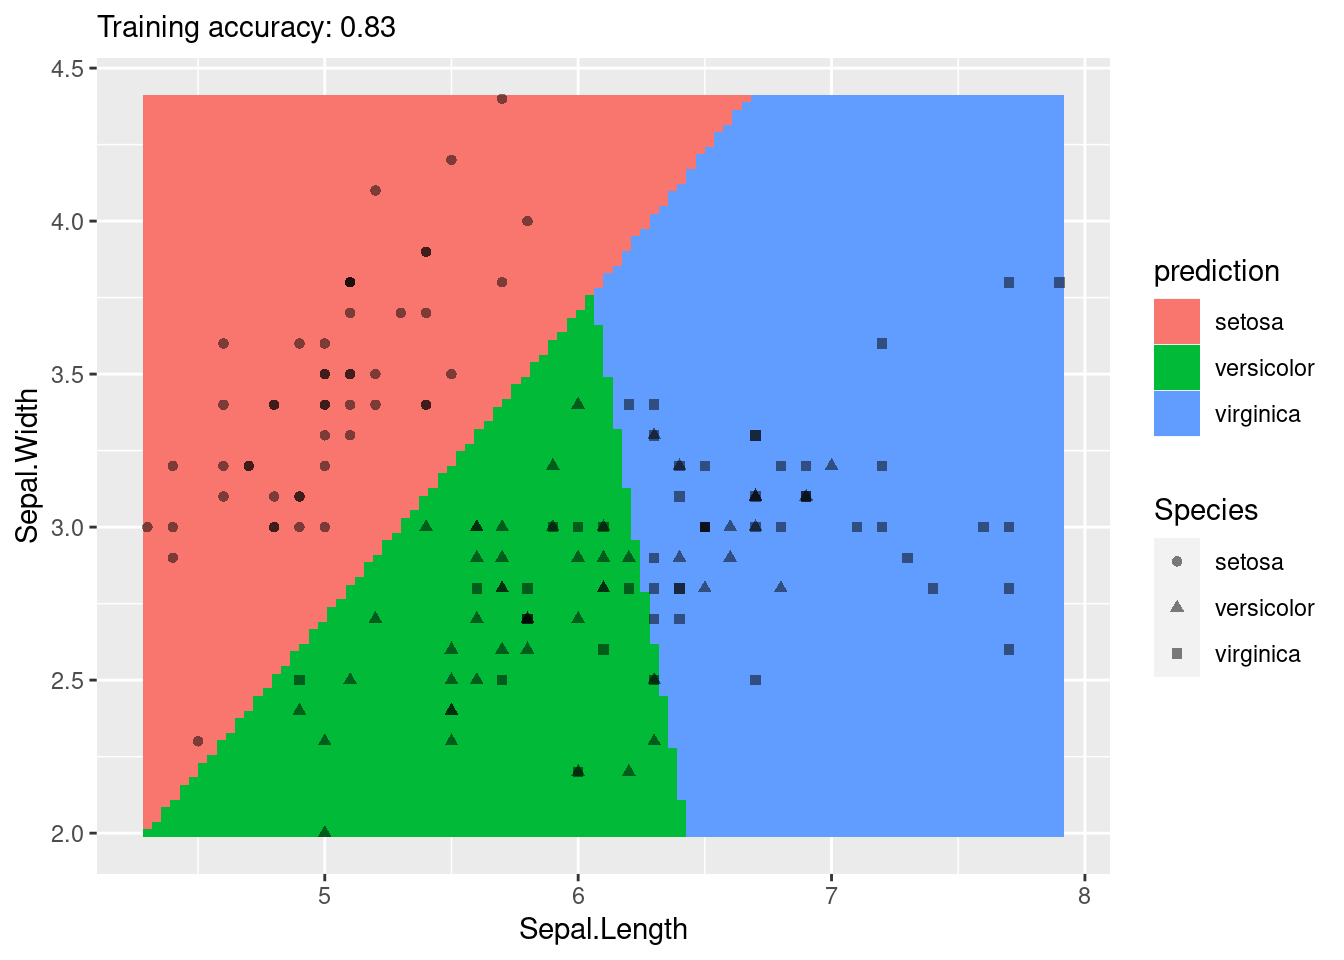 Training accuracy: 0.83
4.5
4.0
3.5
3.0
2.5
2.0
Sepal.Width
5
6
7
8
Sepal.Length
prediction
setosa
versicolor
virginica
Species
setosa
versicolor
virginica